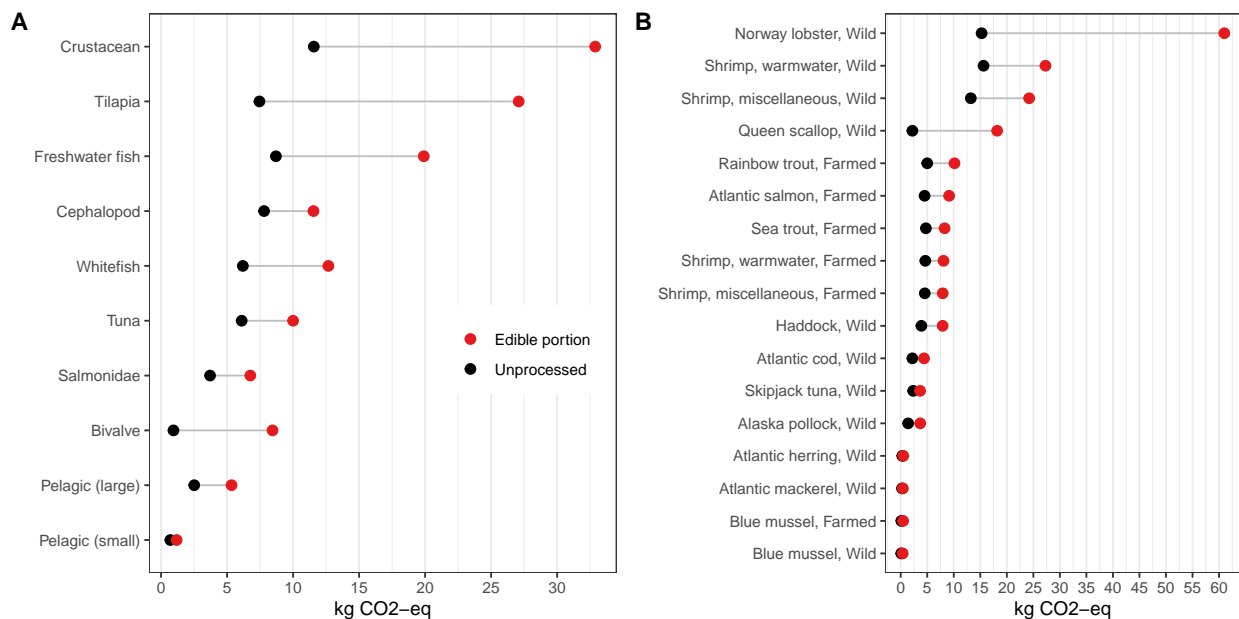 A
Crustacean
Tilapia
Freshwater fish
Cephalopod
Whitefish
Tuna
Salmonidae
Bivalve
Pelagic (large)
Pelagic (small)
Edible portion
Unprocessed
0 5 10 15 20 25 30
kg CO2−eq
B
Norway lobster, Wild
Shrimp, warmwater, Wild
Shrimp, miscellaneous, Wild
Queen scallop, Wild
Rainbow trout, Farmed
Atlantic salmon, Farmed
Sea trout, Farmed
Shrimp, warmwater, Farmed
Shrimp, miscellaneous, Farmed
Haddock, Wild
Atlantic cod, Wild
Skipjack tuna, Wild
Alaska pollock, Wild
Atlantic herring, Wild
Atlantic mackerel, Wild
Blue mussel, Farmed
Blue mussel, Wild
0 5 10 15 20 25 30 35 40 45 50 55 60
kg CO2−eq